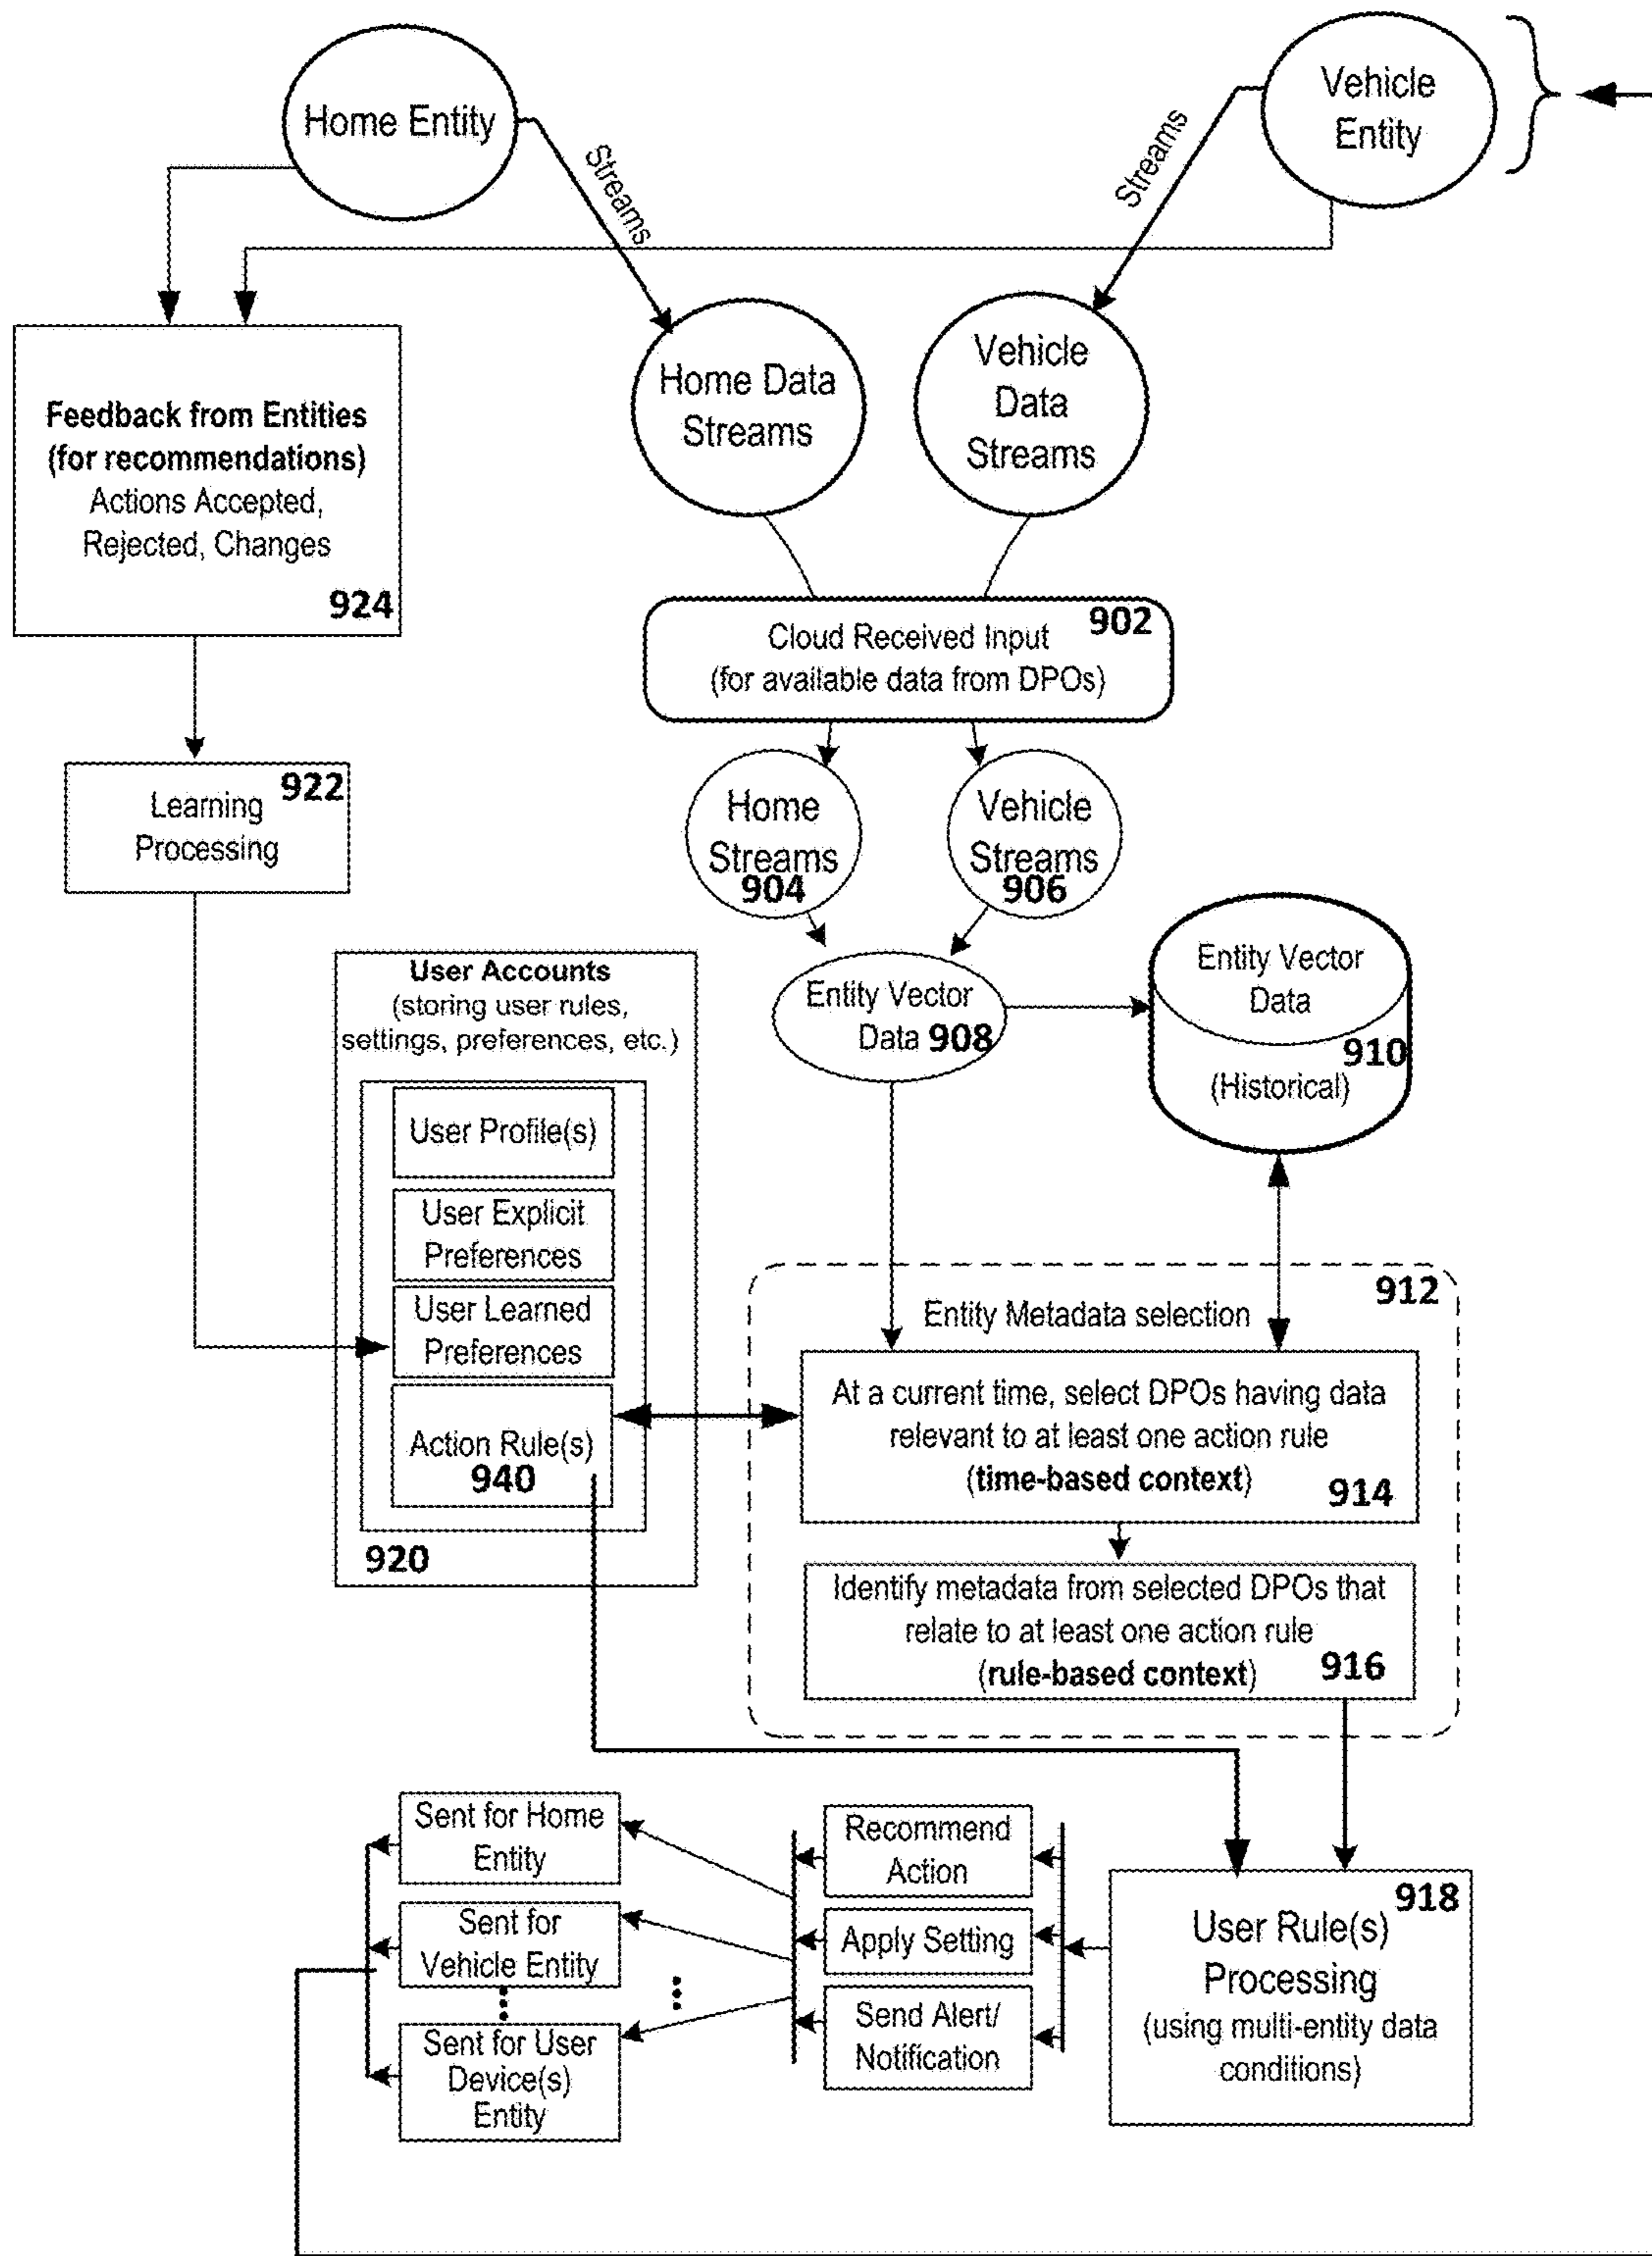 Home Entity
Vehicle
Entity
Streams
Streams
Feedback from Entities
(for recommendations)
Actions Accepted,
Rejected, Changes
924
Home Data
Streams
Vehicle
Data
Streams
902
Cloud Received Input
(for available data from DPOs)
922
Learning
Processing
Home
Streams
904
Vehicle
Streams
906
User Accounts
(storing user rules,
settings, preferences, etc.)
Entity Vector
Data 908
Entity Vector
Data
910
(Historical)
User Profile(s)
User Explicit
Preferences
User Learned
Preferences
Action Rule(s)
940
920
912
Entity Metadata selection
At a current time, select DPOs having data
relevant to at least one action rule
(time-based context)
914
Identify metadata from selected DPOs that
relate to at least one action rule
(rule-based context)
916
Sent for Home
Entity
Sent for
Vehicle Entity
Sent for User
Device(s)
Entity
Recommend
Action
Apply Setting
Send Alert/
Notification
918
User Rule(s)
Processing
(using multi-entity data
conditions)